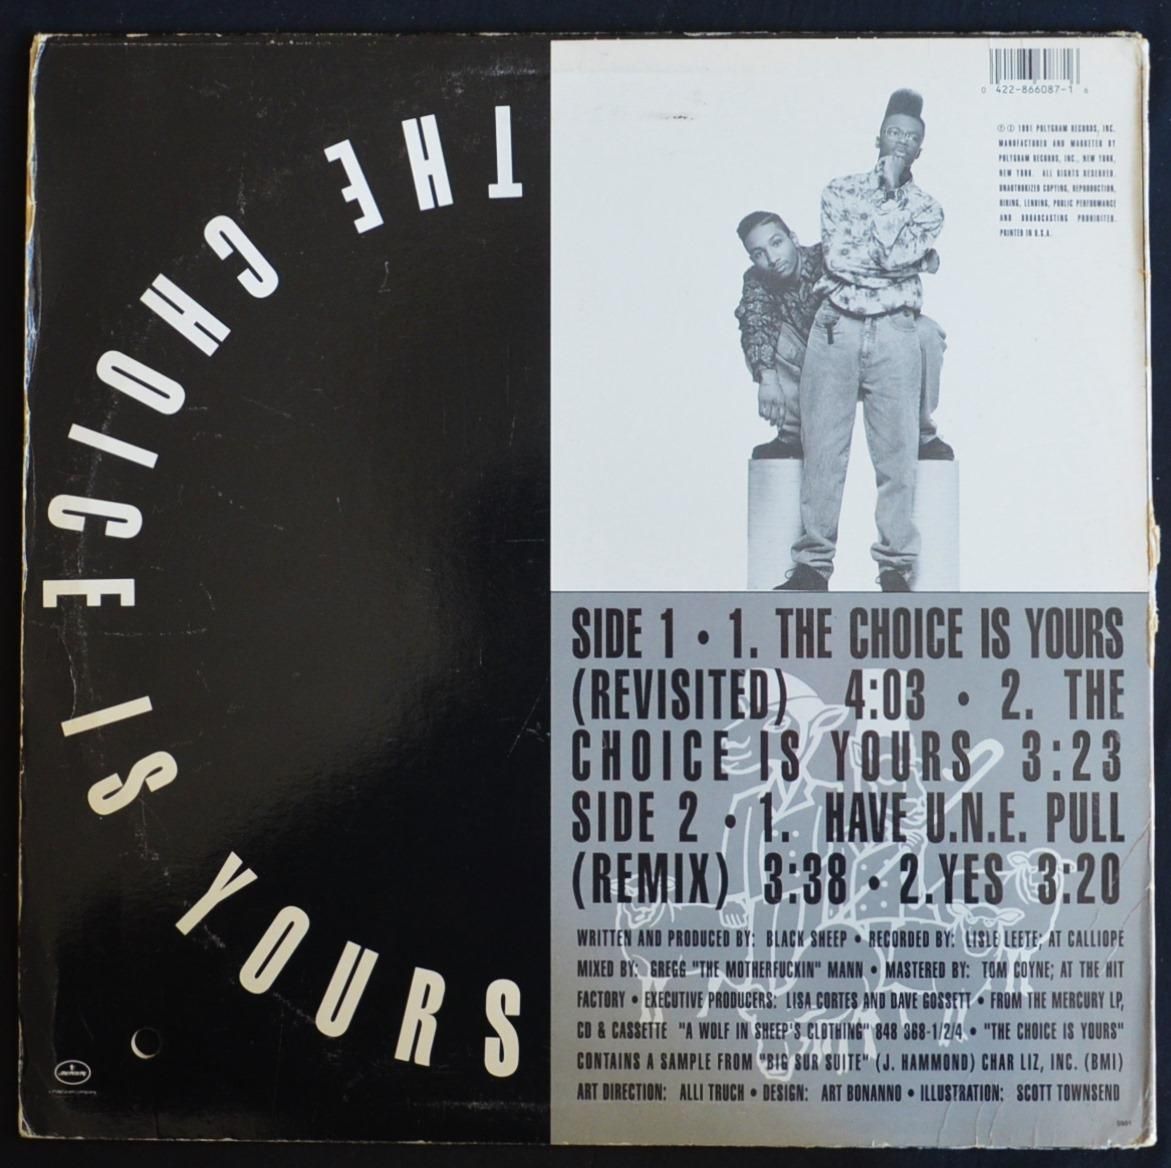 THE CHOICE IS YOURS
0 422-866087-1 6
℗ © 1991 POLYGRAM RECORDS, INC.
MANUFACTURED AND MARKETED BY
POLYGRAM RECORDS, INC., NEW YORK,
NEW YORK. ALL RIGHTS RESERVED.
UNAUTHORIZED COPYING, REPRODUCTION,
HIRING, LENDING, PUBLIC PERFORMANCE
AND BROADCASTING PROHIBITED.
PRINTED IN U.S.A.
SIDE 1 • 1. THE CHOICE IS YOURS
(REVISITED) 4:03 • 2. THE
CHOICE IS YOURS 3:23
SIDE 2 • 1. HAVE U.N.E. PULL
(REMIX) 3:38 • 2.YES 3:20
WRITTEN AND PRODUCED BY: BLACK SHEEP • RECORDED BY: LISLE LEETE; AT CALLIOPE
MIXED BY: GREGG "THE MOTHERFUCKIN" MANN • MASTERED BY: TOM COYNE; AT THE HIT
FACTORY • EXECUTIVE PRODUCERS: LISA CORTES AND DAVE GOSSETT • FROM THE MERCURY LP,
CD & CASSETTE "A WOLF IN SHEEP'S CLOTHING" 848 368-1/2/4 • "THE CHOICE IS YOURS"
CONTAINS A SAMPLE FROM "BIG SUR SUITE" (J. HAMMOND) CHAR LIZ, INC. (BMI)
ART DIRECTION: ALLI TRUCH • DESIGN: ART BONANNO • ILLUSTRATION: SCOTT TOWNSEND